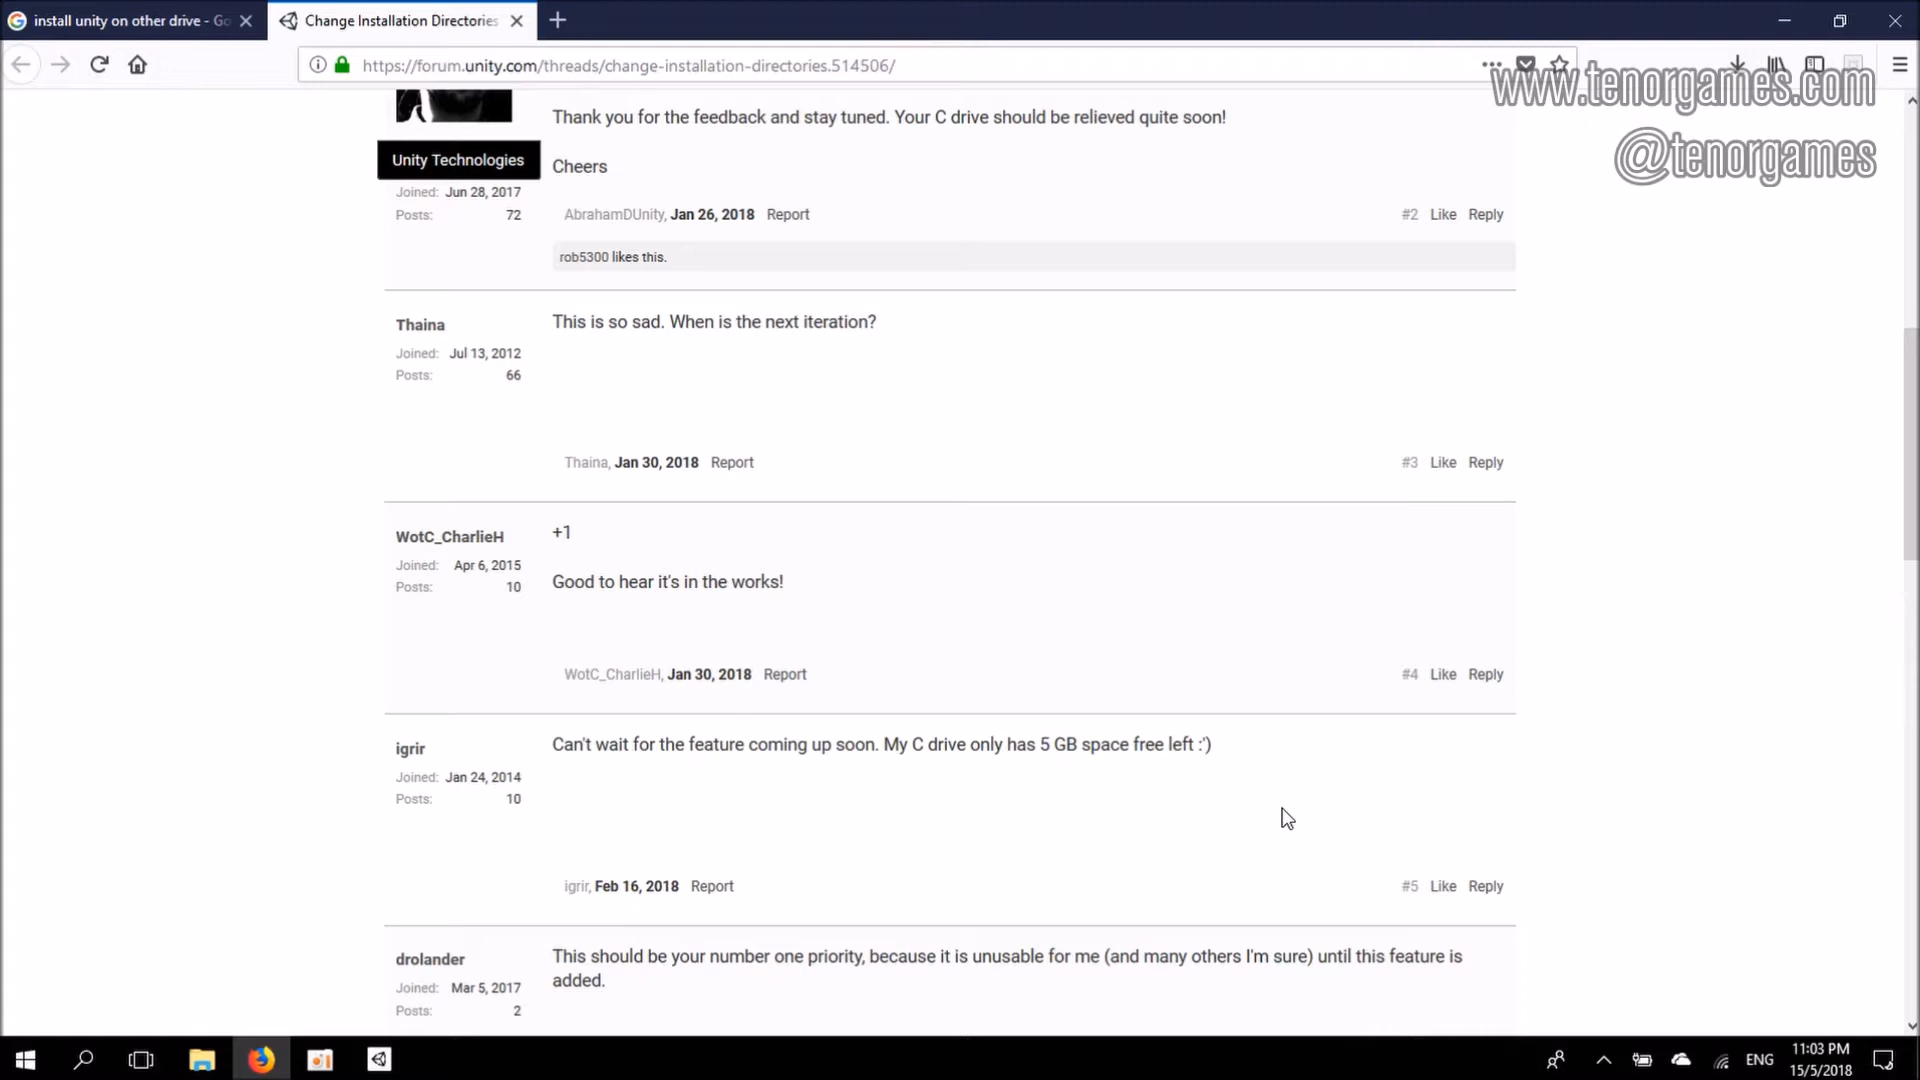 install unity on other drive - Go
Change Installation Directories
https://forum.unity.com/threads/change-installation-directories.514506/
www.tenorgames.com
@tenorgames
Thank you for the feedback and stay tuned. Your C drive should be relieved quite soon!
Unity Technologies
Cheers
Joined: Jun 28, 2017
Posts: 72
AbrahamDUnity, Jan 26, 2018 Report
#2 Like Reply
rob5300 likes this.
Thaina
This is so sad. When is the next iteration?
Joined: Jul 13, 2012
Posts: 66
Thaina, Jan 30, 2018 Report
#3 Like Reply
WotC_CharlieH
+1
Joined: Apr 6, 2015
Posts: 10
Good to hear it's in the works!
WotC_CharlieH, Jan 30, 2018 Report
#4 Like Reply
igrir
Can't wait for the feature coming up soon. My C drive only has 5 GB space free left :')
Joined: Jan 24, 2014
Posts: 10
igrir, Feb 16, 2018 Report
#5 Like Reply
drolander
This should be your number one priority, because it is unusable for me (and many others I'm sure) until this feature is
added.
Joined: Mar 5, 2017
Posts: 2
ENG
11:03 PM
15/5/2018